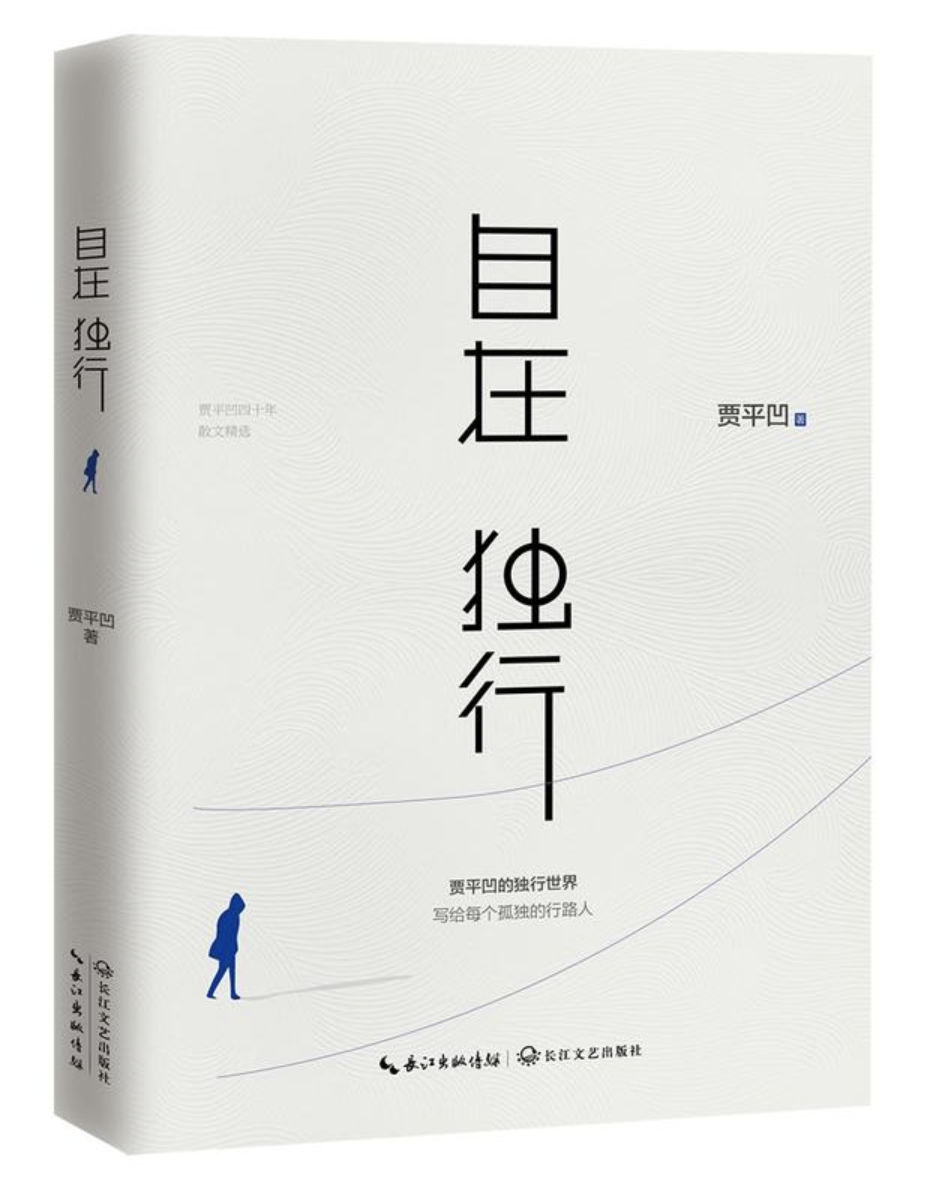 自在
独行
贾平凹
著
长江出版传媒
长江文艺出版社
自在
独行
贾平凹四十年
散文精选
贾平凹 著
贾平凹的独行世界
写给每个孤独的行路人
长江出版传媒 | 长江文艺出版社